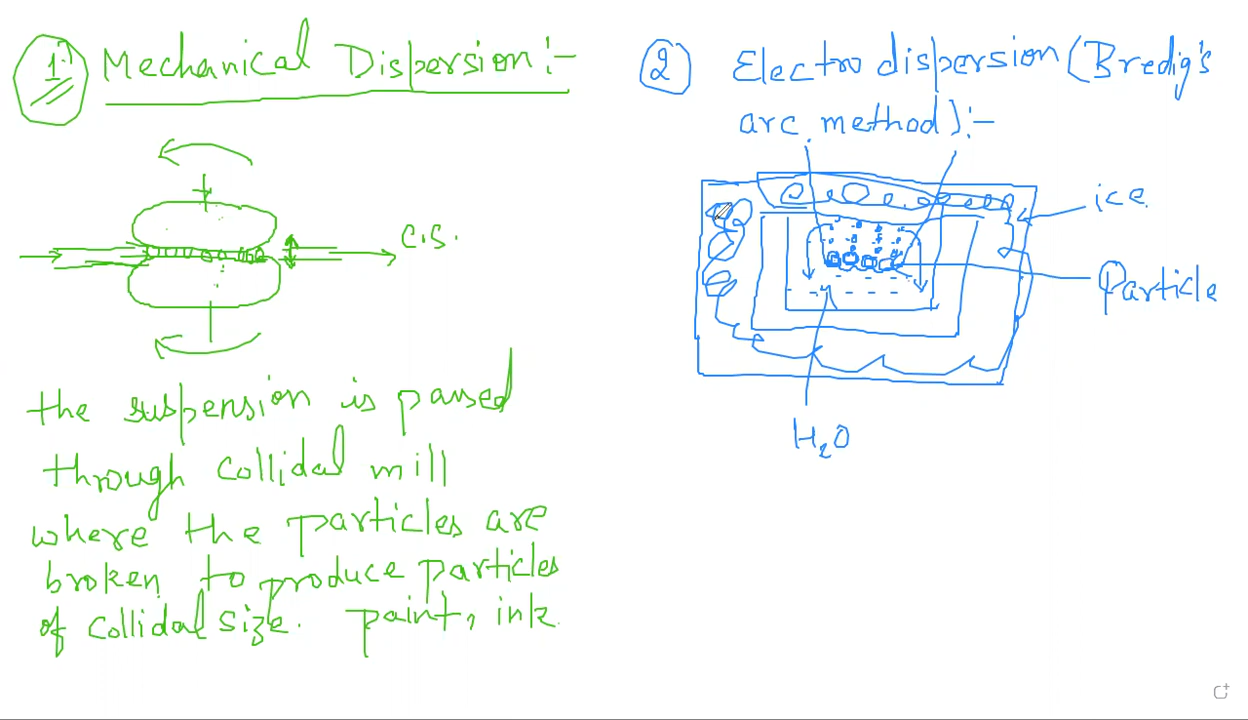 1. Mechanical Dispersion :-
C.S.
the suspension is passed
through collidal mill
where the particles are
broken to produce particles
of collidal size. paint, ink
2 Electro dispersion (Bredig's
arc method) :-
ice
Particle
H₂O